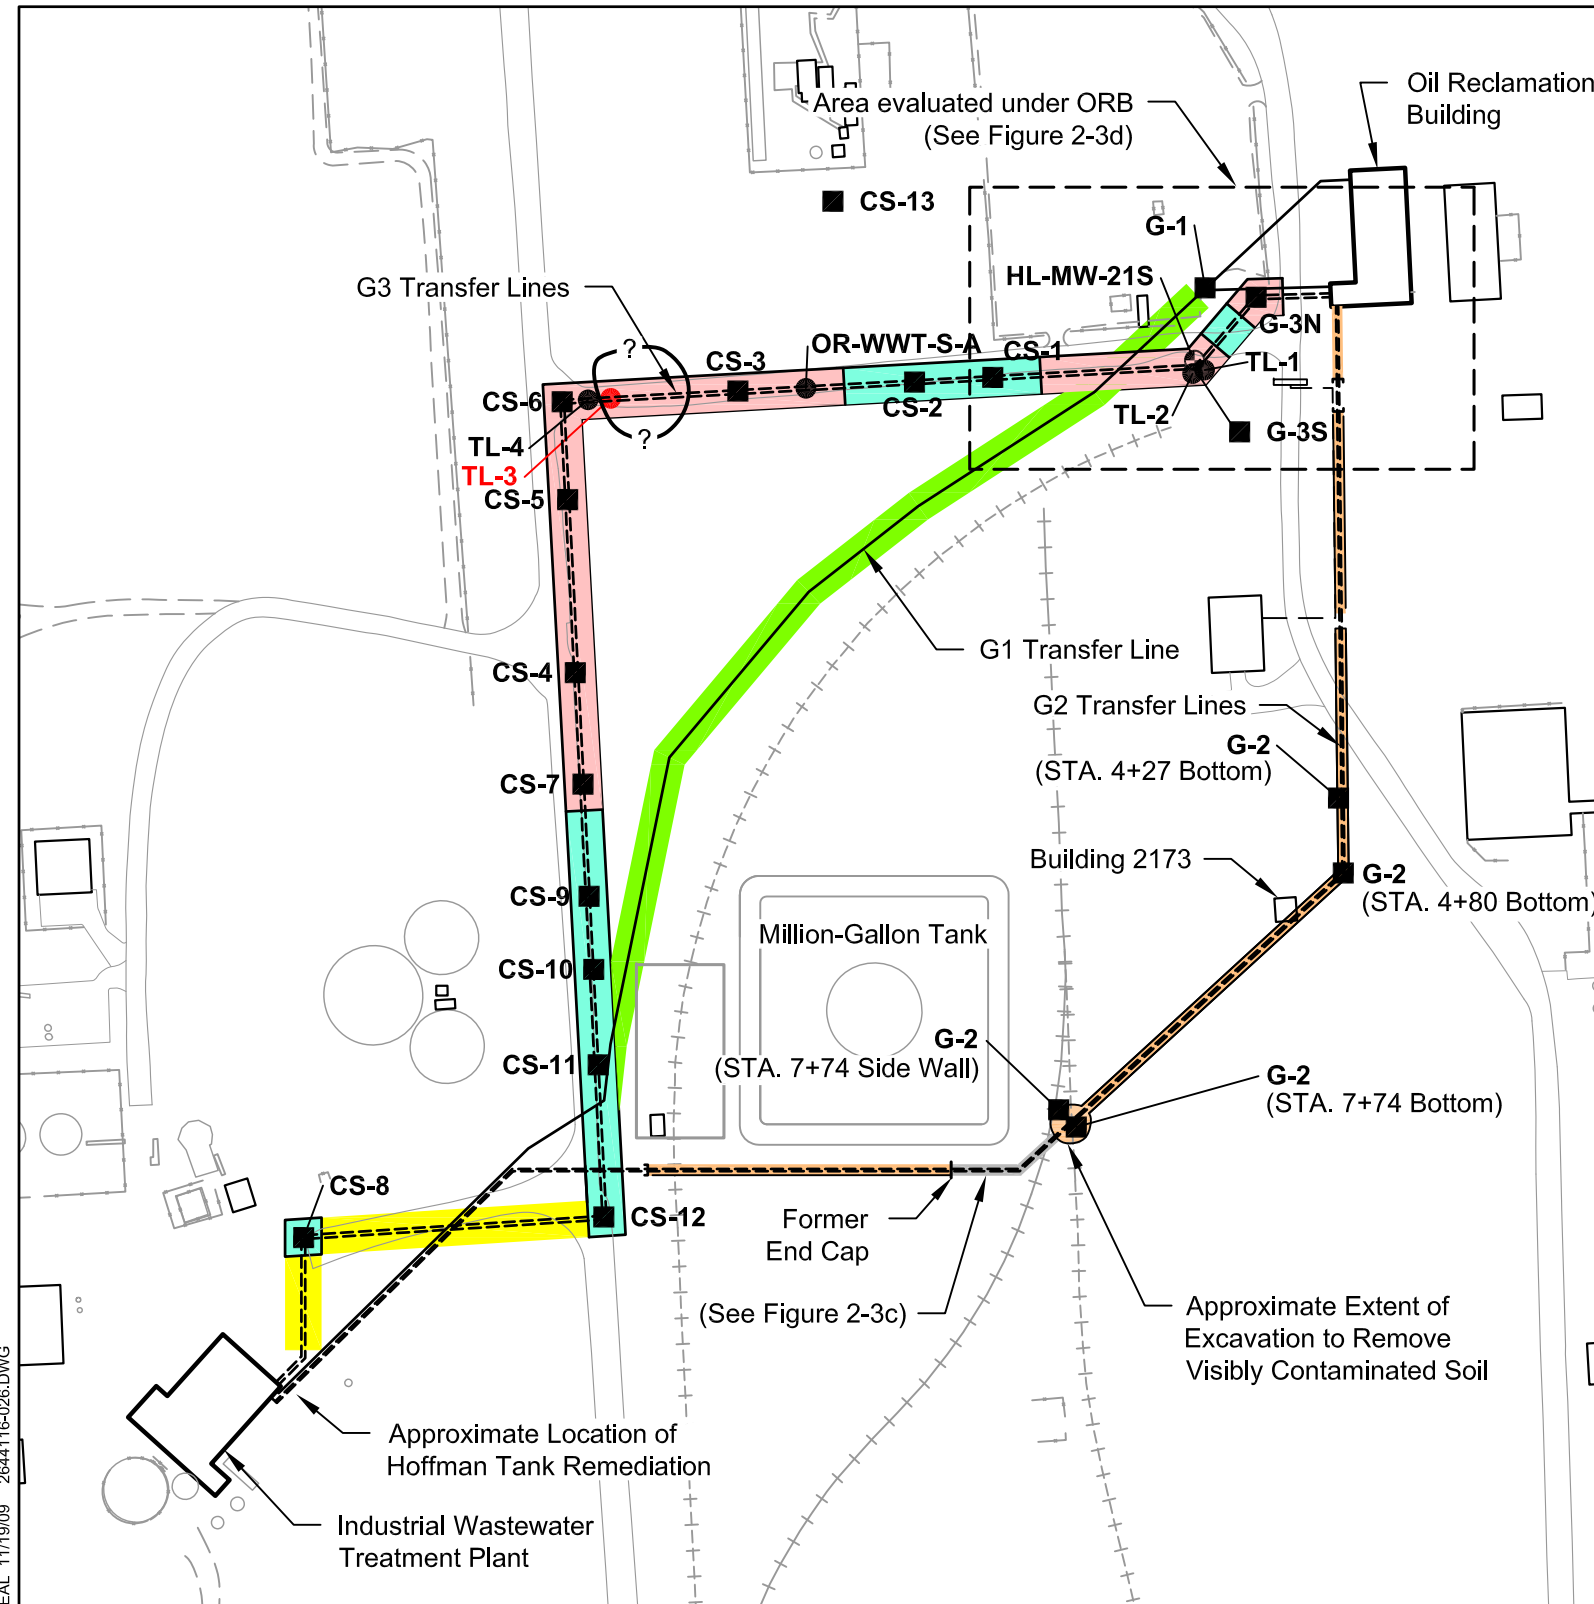 Oil Reclamation
Building
Area evaluated under ORB
(See Figure 2-3d)
CS-13
G-1
HL-MW-21S
G3 Transfer Lines
G-3N
?
CS-3
OR-WWT-S-A
CS-1
TL-1
CS-6
CS-2
TL-2
G-3S
?
TL-4
TL-3
CS-5
G1 Transfer Line
CS-4
G2 Transfer Lines
G-2
(STA. 4+27 Bottom)
CS-7
Building 2173
G-2
(STA. 4+80 Bottom)
CS-9
Million-Gallon Tank
CS-10
G-2
(STA. 7+74 Side Wall)
CS-11
G-2
(STA. 7+74 Bottom)
CS-8
CS-12
Former
End Cap
(See Figure 2-3c)
Approximate Extent of
Excavation to Remove
Visibly Contaminated Soil
Approximate Location of
Hoffman Tank Remediation
Industrial Wastewater
Treatment Plant
EAL 11/19/09 2644116-026.DWG